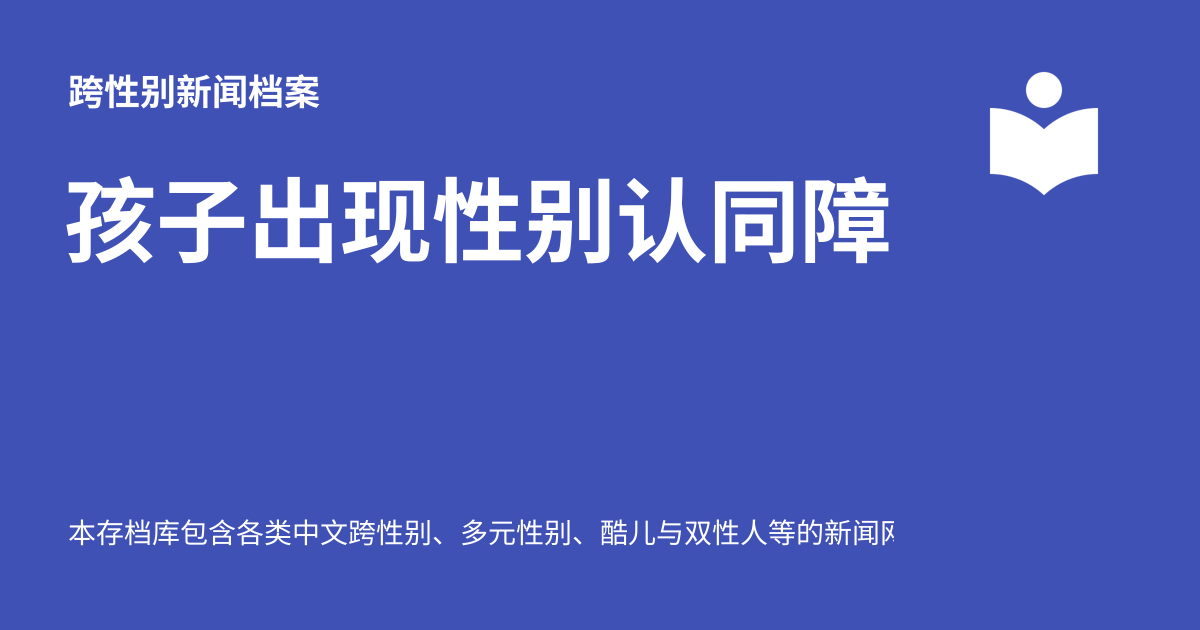 跨性别新闻档案
孩子出现性别认同障
本存档库包含各类中文跨性别、多元性别、酷儿与双性人等的新闻网